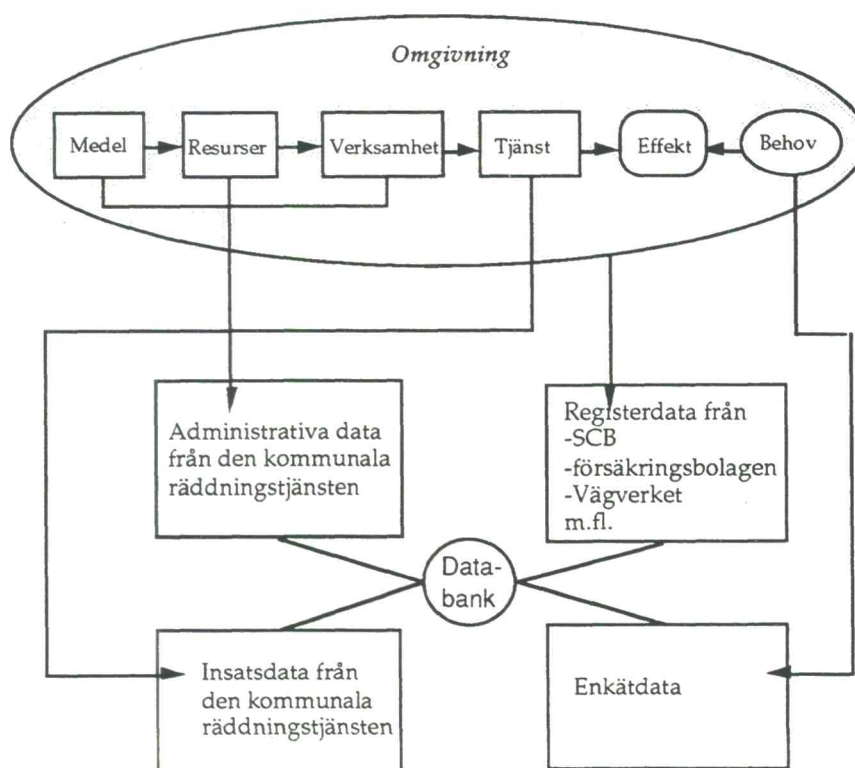 Omgivning
Medel
Resurser
Verksamhet
Tjänst
Effekt
Behov
Administrativa data
från den kommunala
räddningstjänsten
Registerdata från
-SCB
-försäkringsbolagen
-Vägverket
m.fl.
Data-
bank
Insatsdata från
den kommunala
räddningstjänsten
Enkätdata